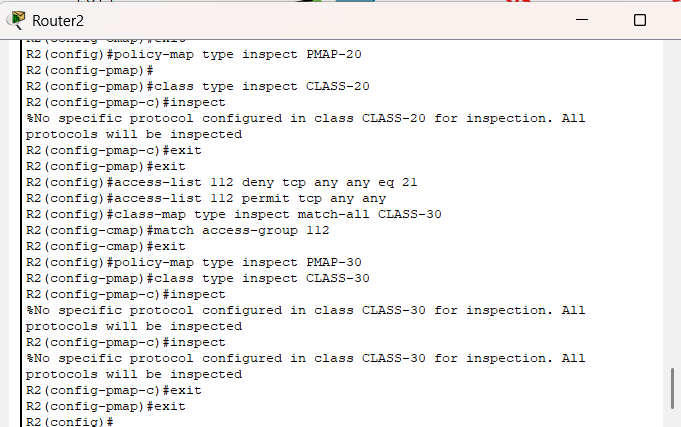 Router2
R2(config-cmap)#exit
R2(config)#policy-map type inspect PMAP-20
R2(config-pmap)#
R2(config-pmap)#class type inspect CLASS-20
R2(config-pmap-c)#inspect
%No specific protocol configured in class CLASS-20 for inspection. All
protocols will be inspected
R2(config-pmap-c)#exit
R2(config-pmap)#exit
R2(config)#access-list 112 deny tcp any any eq 21
R2(config)#access-list 112 permit tcp any any
R2(config)#class-map type inspect match-all CLASS-30
R2(config-cmap)#match access-group 112
R2(config-cmap)#exit
R2(config)#policy-map type inspect PMAP-30
R2(config-pmap)#class type inspect CLASS-30
R2(config-pmap-c)#inspect
%No specific protocol configured in class CLASS-30 for inspection. All
protocols will be inspected
R2(config-pmap-c)#inspect
%No specific protocol configured in class CLASS-30 for inspection. All
protocols will be inspected
R2(config-pmap-c)#exit
R2(config-pmap)#exit
R2(config)#